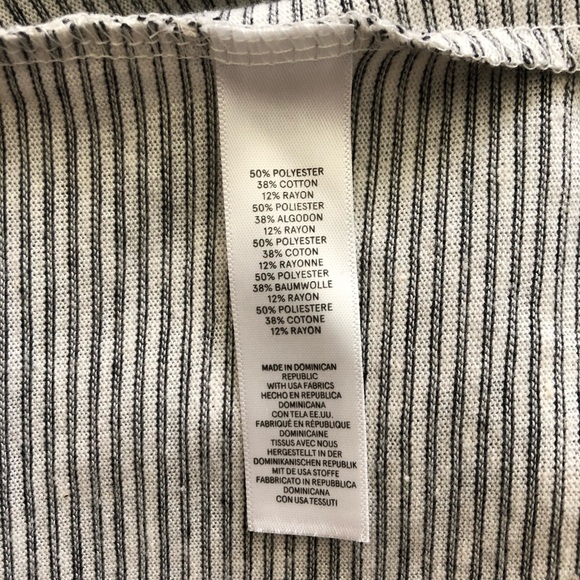 50% POLYESTER
38% COTTON
12% RAYON
50% POLIESTER
38% ALGODON
12% RAYON
50% POLYESTER
38% COTON
12% RAYONNE
50% POLYESTER
38% BAUMWOLLE
12% RAYON
50% POLIESTERE
38% COTONE
12% RAYON
MADE IN DOMINICAN
REPUBLIC
WITH USA FABRICS
HECHO EN REPUBLICA
DOMINICANA
CON TELA EE.UU.
FABRIQUÉ EN RÉPUBLIQUE
DOMINICAINE
TISSUS AVEC NOUS
HERGESTELLT IN DER
DOMINIKANISCHEN REPUBLIK
MIT DE USA STOFFE
FABBRICATO IN REPUBBLICA
DOMINICANA
CON USA TESSUTI